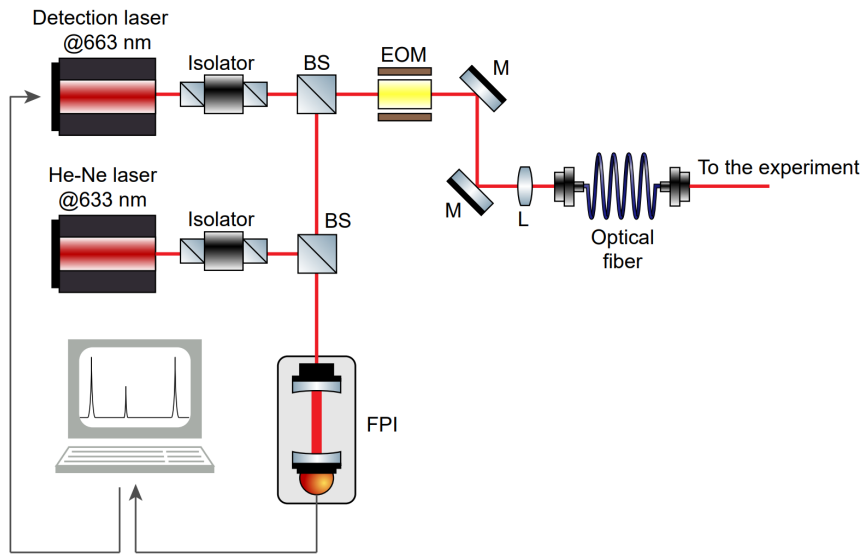 Detection laser
@663 nm
Isolator
BS
EOM
M
He-Ne laser
@633 nm
Isolator
BS
M
L
Optical
fiber
To the experiment
FPI